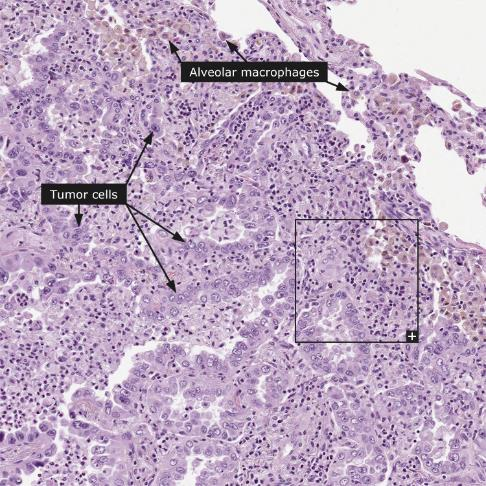 Alveolar macrophages
Tumor cells
+